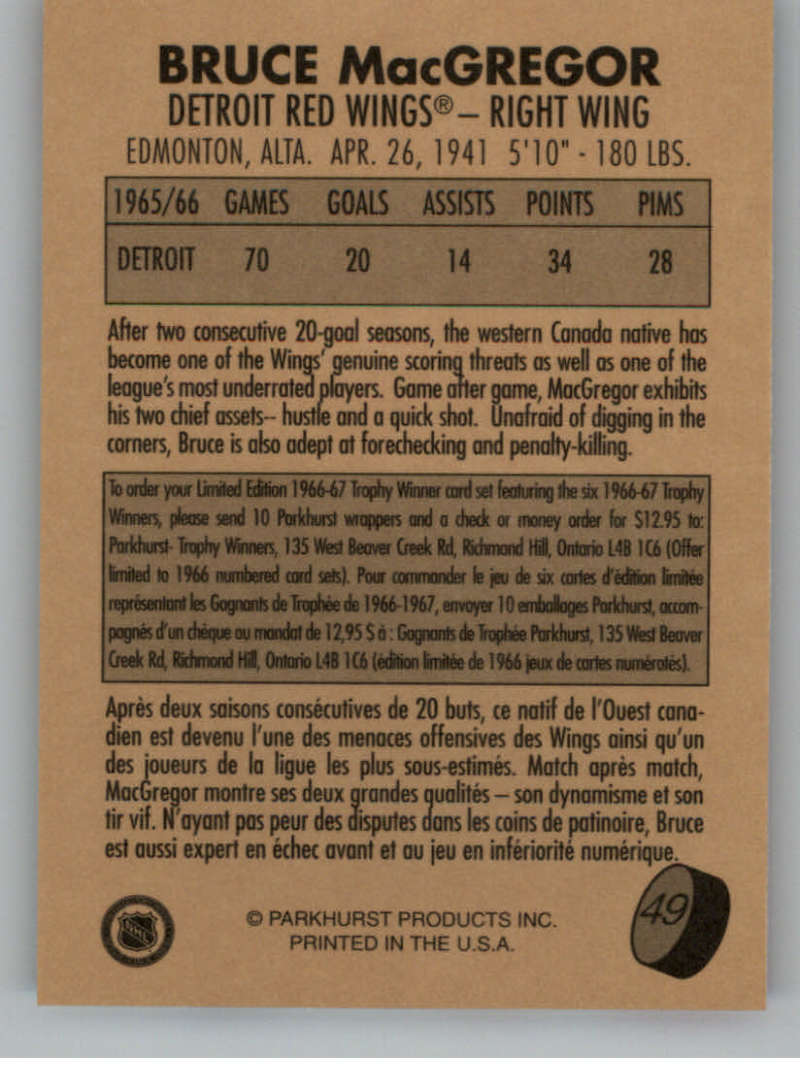 BRUCE MacGREGOR
DETROIT RED WINGS® – RIGHT WING
EDMONTON, ALTA. APR. 26, 1941 5'10" - 180 LBS.
1965/66 GAMES GOALS ASSISTS POINTS PIMS
DETROIT 70 20 14 34 28
After two consecutive 20-goal seasons, the western Canada native has
become one of the Wings' genuine scoring threats as well as one of the
league's most underrated players. Game after game, MacGregor exhibits
his two chief assets-- hustle and a quick shot. Unafraid of digging in the
corners, Bruce is also adept at forechecking and penalty-killing.
To order your Limited Edition 1966-67 Trophy Winner card set featuring the six 1966-67 Trophy
Winners, please send 10 Parkhurst wrappers and a check or money order for $12.95 to:
Parkhurst- Trophy Winners, 135 West Beaver Creek Rd, Richmond Hill, Ontario L4B 1C6 (Offer
limited to 1966 numbered card sets). Pour commander le jeu de six cartes d'édition limitée
représentant les Gagnants de Trophée de 1966-1967, envoyer 10 emballages Parkhurst, accom-
pagnés d'un chèque ou mandat de 12,95 $ à : Gagnants de Trophée Parkhurst, 135 West Beaver
Creek Rd, Richmond Hill, Ontario L4B 1C6 (édition limitée de 1966 jeux de cartes numérotés).
Après deux saisons consécutives de 20 buts, ce natif de l'Ouest cana-
dien est devenu l'une des menaces offensives des Wings ainsi qu'un
des joueurs de la ligue les plus sous-estimés. Match après match,
MacGregor montre ses deux grandes qualités – son dynamisme et son
tir vif. N'ayant pas peur des disputes dans les coins de patinoire, Bruce
est aussi expert en échec avant et au jeu en infériorité numérique.
49
© PARKHURST PRODUCTS INC.
PRINTED IN THE U.S.A.
NHL